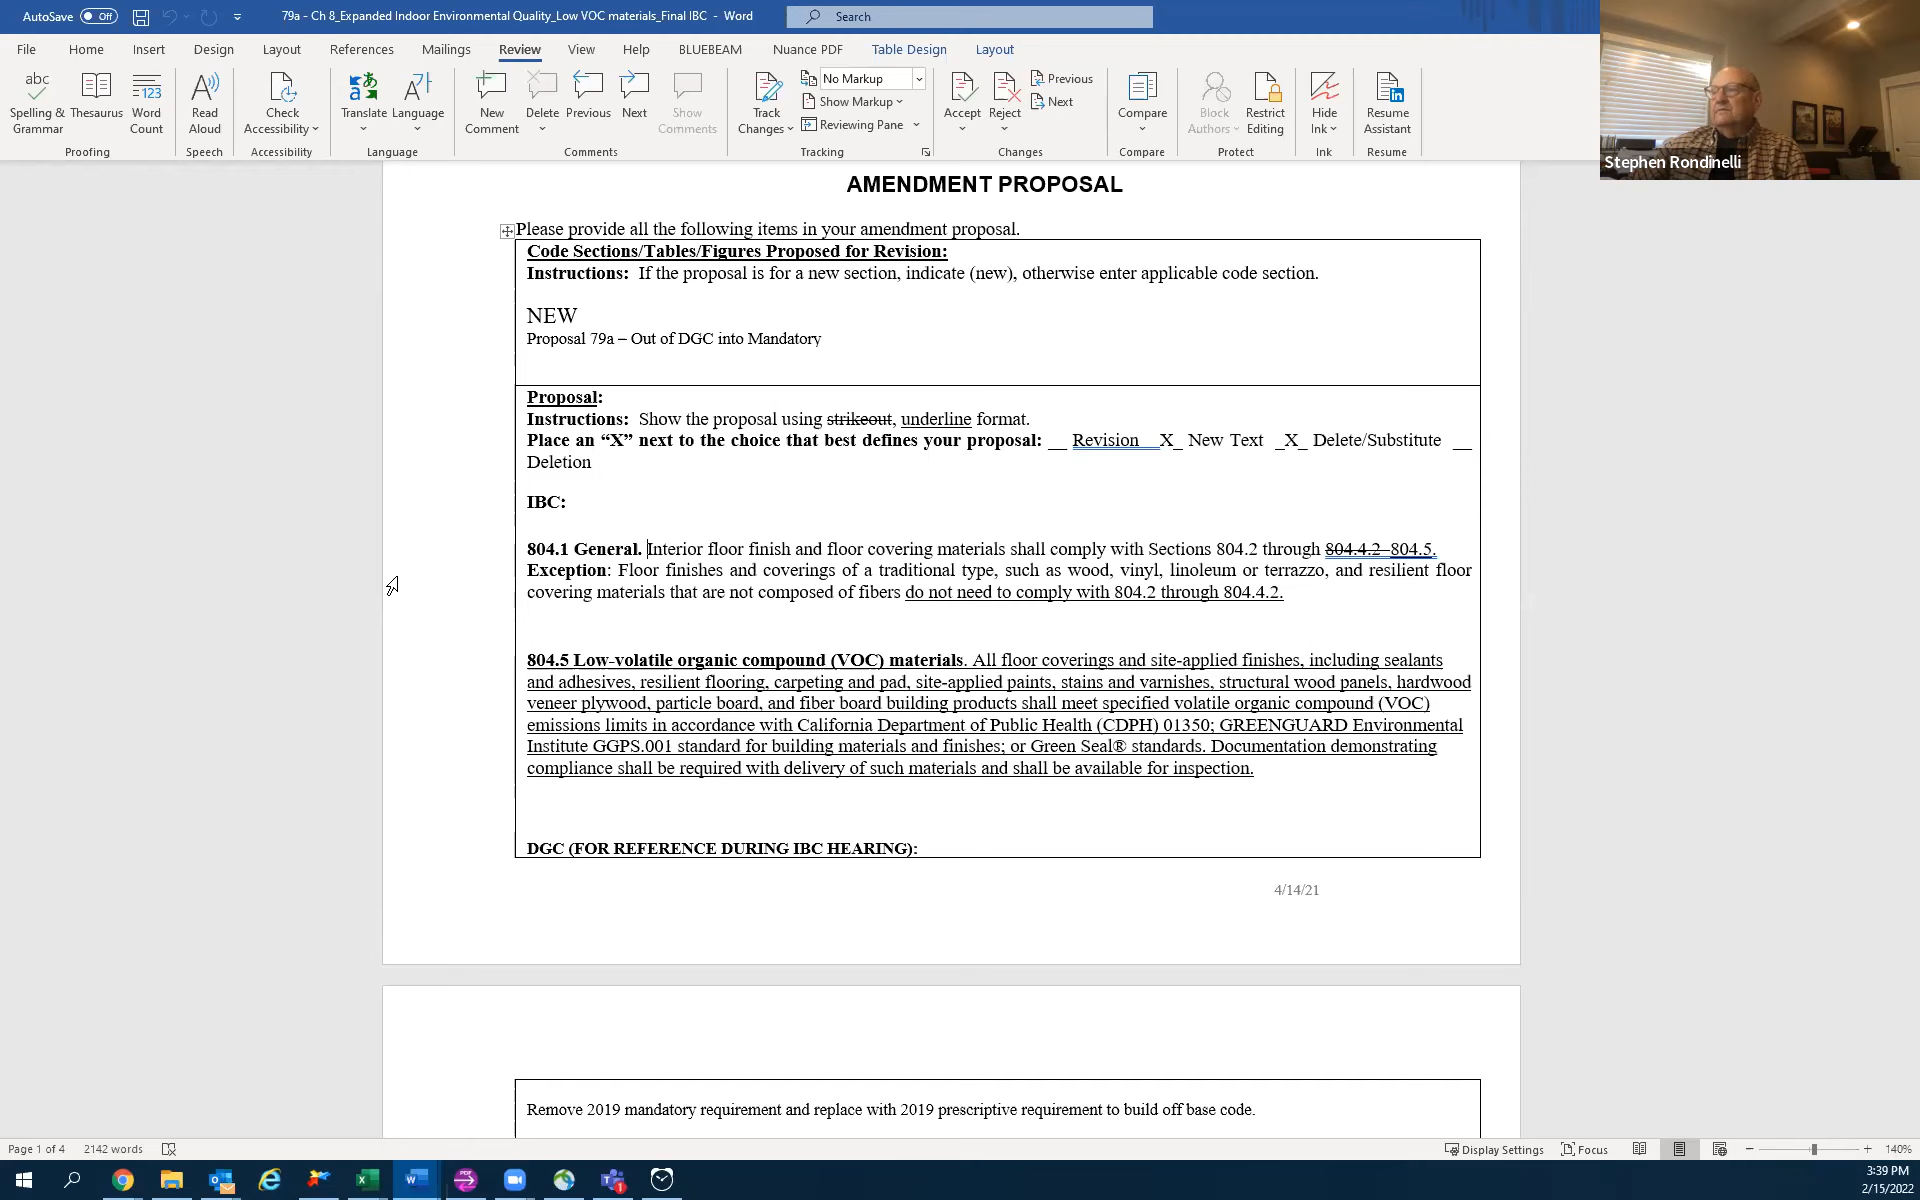 AutoSave Off 79a - Ch 8_Expanded Indoor Environmental Quality_Low VOC materials_Final IBC - Word Search
File Home Insert Design Layout References Mailings Review View Help BLUEBEAM Nuance PDF Table Design Layout
abc Spelling & Grammar Thesaurus 123 Word Count
Proofing
Read Aloud
Speech
Check Accessibility
Accessibility
Translate Language
Language
New Comment Delete Previous Next Show Comments
Comments
Track Changes No Markup Show Markup Reviewing Pane
Tracking
Accept Reject Previous Next
Changes
Compare
Compare
Block Authors Restrict Editing
Protect
Hide Ink
Ink
Resume Assistant
Resume
Stephen Rondinelli
AMENDMENT PROPOSAL
Please provide all the following items in your amendment proposal.
Code Sections/Tables/Figures Proposed for Revision:
Instructions: If the proposal is for a new section, indicate (new), otherwise enter applicable code section.
NEW
Proposal 79a – Out of DGC into Mandatory
Proposal:
Instructions: Show the proposal using strikeout, underline format.
Place an “X” next to the choice that best defines your proposal: __ Revision __X_ New Text _X_ Delete/Substitute __
Deletion
IBC:
804.1 General. Interior floor finish and floor covering materials shall comply with Sections 804.2 through 804.4.2 804.5.
Exception: Floor finishes and coverings of a traditional type, such as wood, vinyl, linoleum or terrazzo, and resilient floor
covering materials that are not composed of fibers do not need to comply with 804.2 through 804.4.2.
804.5 Low-volatile organic compound (VOC) materials. All floor coverings and site-applied finishes, including sealants
and adhesives, resilient flooring, carpeting and pad, site-applied paints, stains and varnishes, structural wood panels, hardwood
veneer plywood, particle board, and fiber board building products shall meet specified volatile organic compound (VOC)
emissions limits in accordance with California Department of Public Health (CDPH) 01350; GREENGUARD Environmental
Institute GGPS.001 standard for building materials and finishes; or Green Seal® standards. Documentation demonstrating
compliance shall be required with delivery of such materials and shall be available for inspection.
DGC (FOR REFERENCE DURING IBC HEARING):
4/14/21
Remove 2019 mandatory requirement and replace with 2019 prescriptive requirement to build off base code.
Page 1 of 4 2142 words Display Settings Focus 140%
3:39 PM
2/15/2022